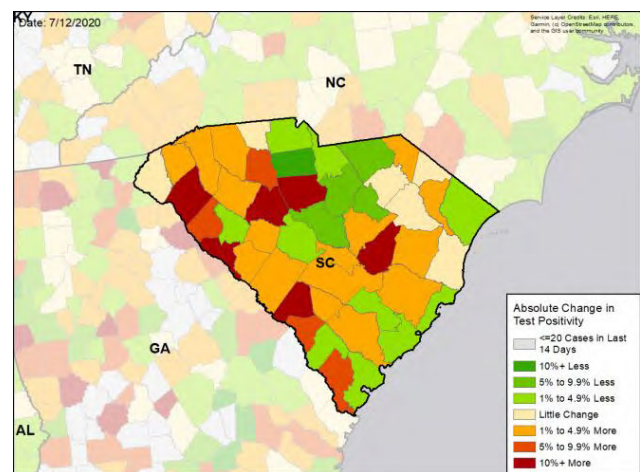 KY
Date: 7/12/2020
Service Layer Credits: Esri, HERE,
Garmin, (c) OpenStreetMap contributors,
and the GIS user community
TN
NC
SC
GA
AL
Absolute Change in
Test Positivity
<=20 Cases in Last
14 Days
10%+ Less
5% to 9.9% Less
1% to 4.9% Less
Little Change
1% to 4.9% More
5% to 9.9% More
10%+ More